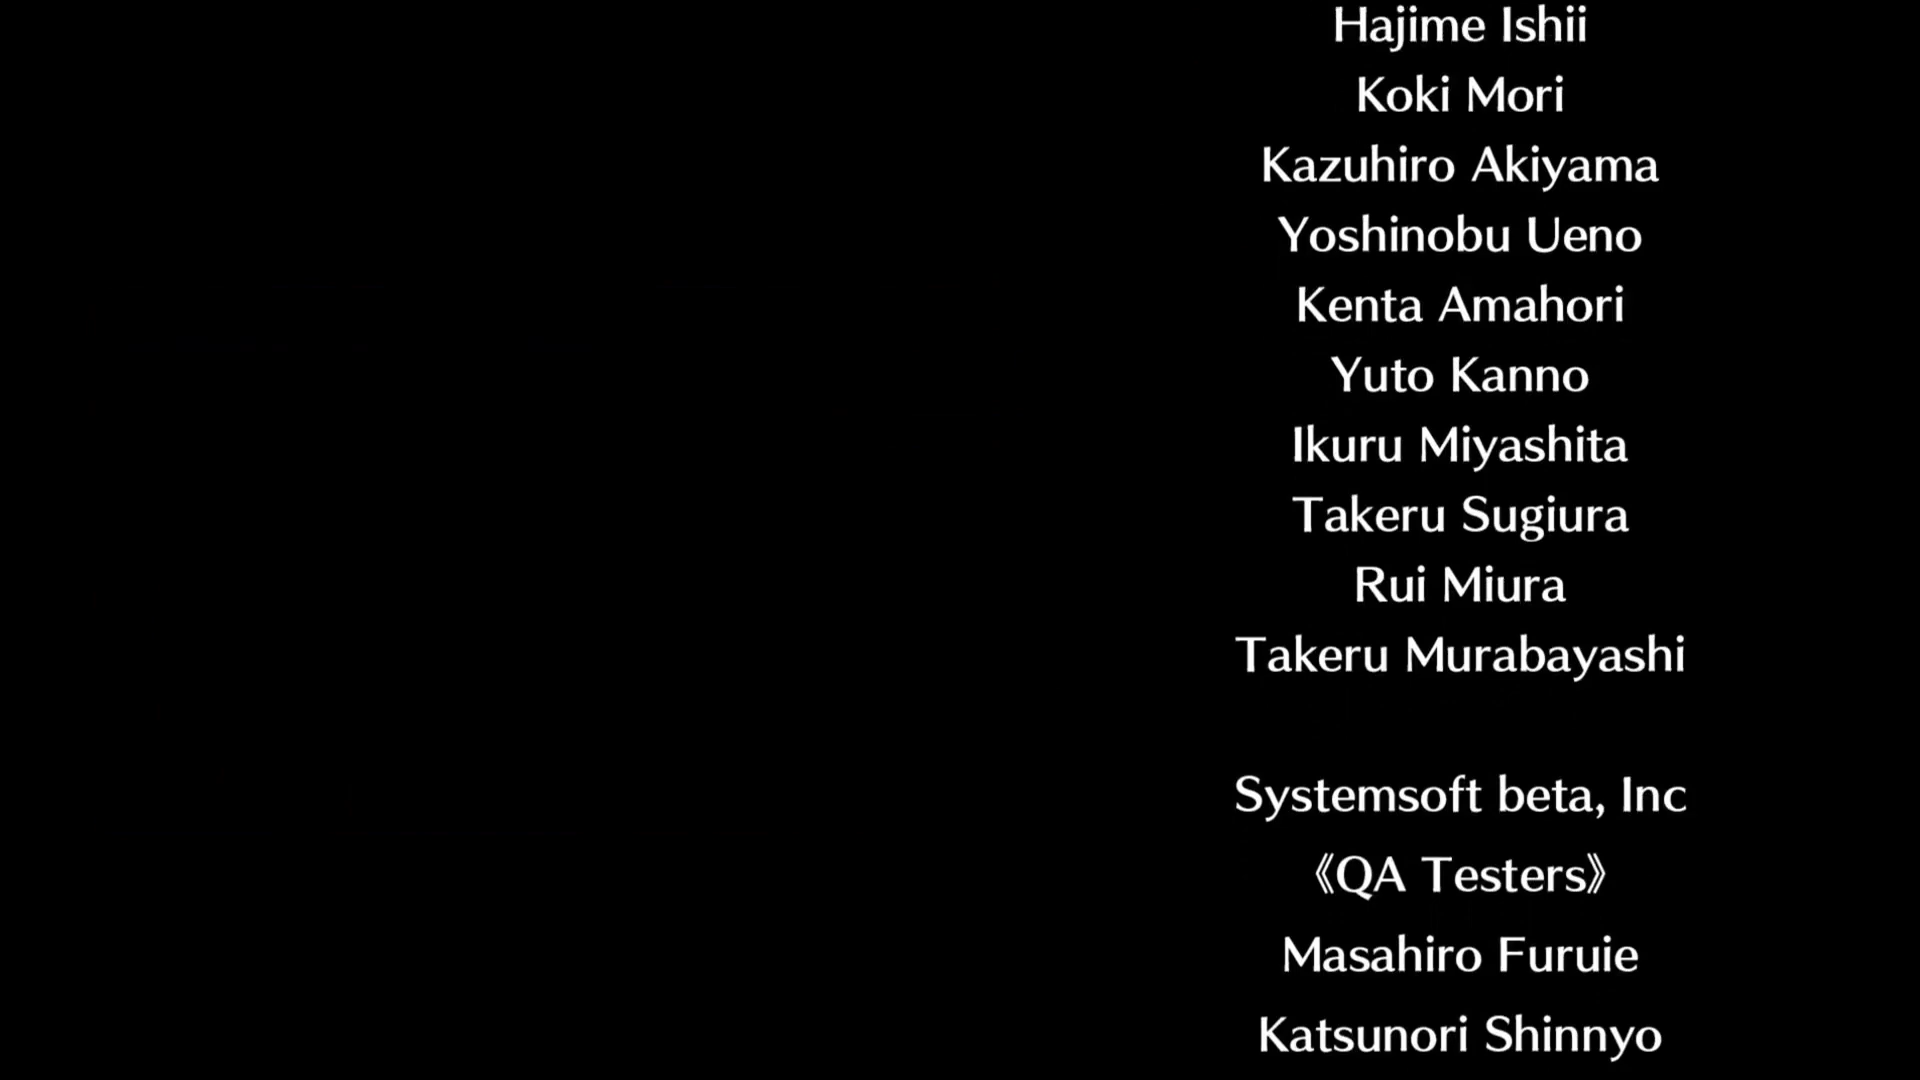 Hajime Ishii
Koki Mori
Kazuhiro Akiyama
Yoshinobu Ueno
Kenta Amahori
Yuto Kanno
Ikuru Miyashita
Takeru Sugiura
Rui Miura
Takeru Murabayashi
Systemsoft beta, Inc
《QA Testers》
Masahiro Furuie
Katsunori Shinnyo